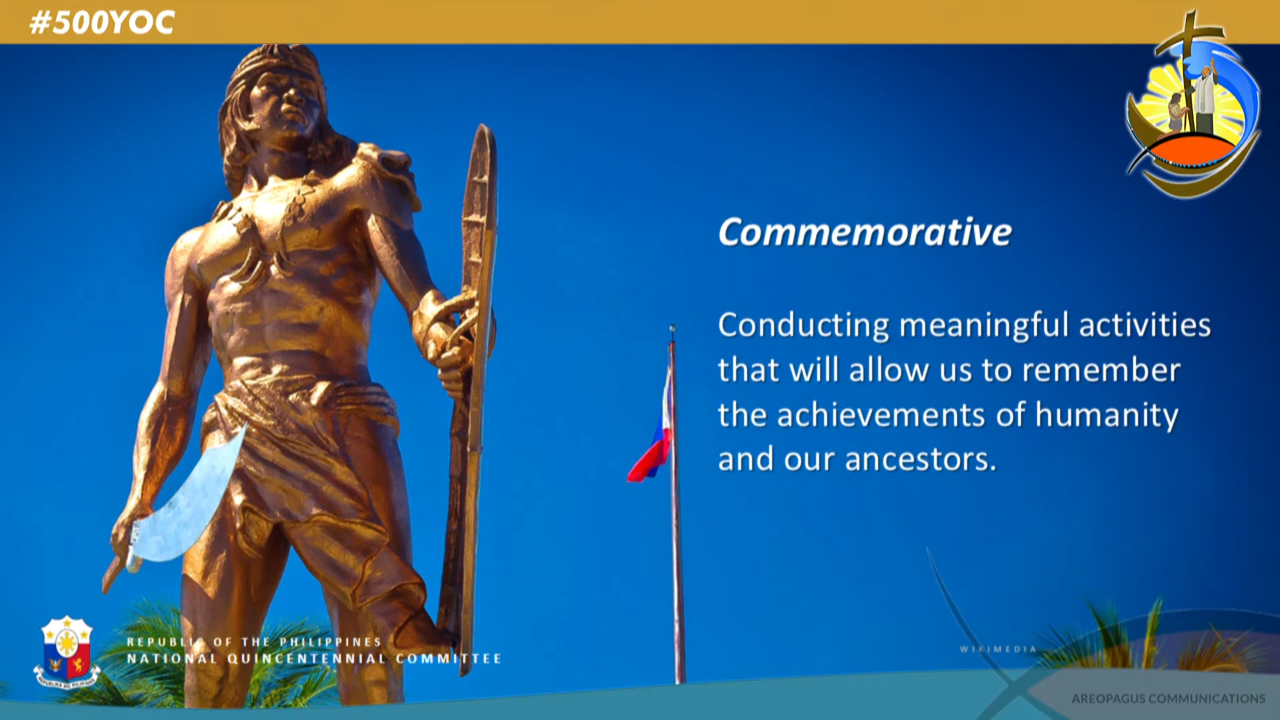 #500YOC
Commemorative
Conducting meaningful activities
that will allow us to remember
the achievements of humanity
and our ancestors.
REPUBLIC OF THE PHILIPPINES
NATIONAL QUINCENTENNIAL COMMITTEE
WIKIMEDIA
AREOPAGUS COMMUNICATIONS